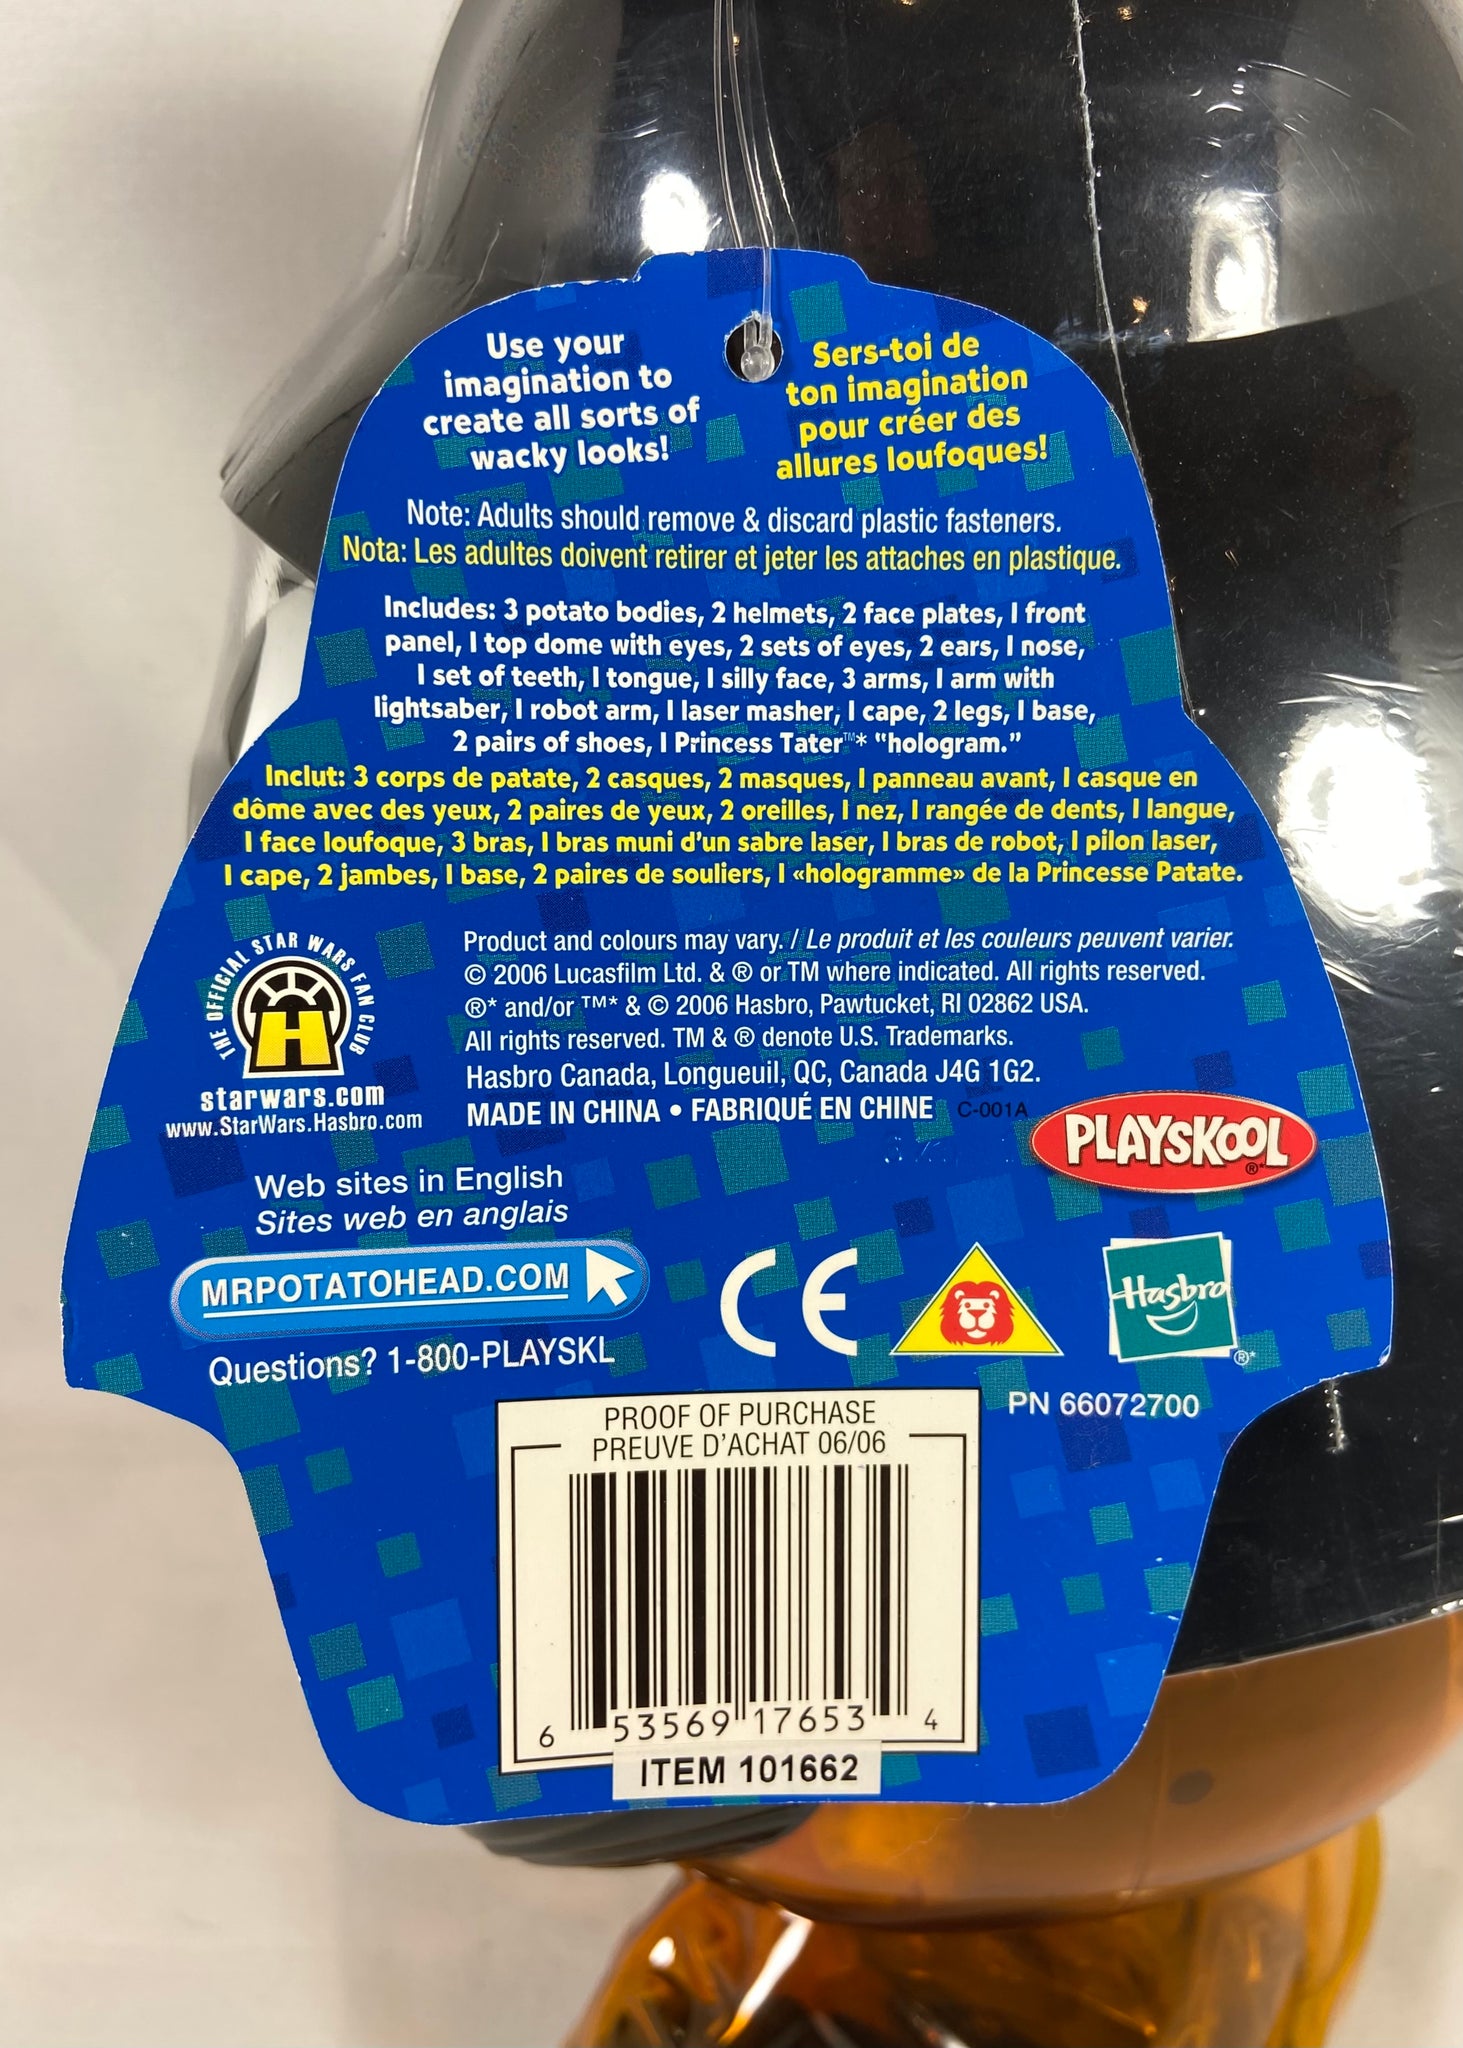 Use your
imagination to
create all sorts of
wacky looks!
Sers-toi de
ton imagination
pour créer des
allures loufoques!
Note: Adults should remove & discard plastic fasteners.
Nota: Les adultes doivent retirer et jeter les attaches en plastique.
Includes: 3 potato bodies, 2 helmets, 2 face plates, 1 front
panel, 1 top dome with eyes, 2 sets of eyes, 2 ears, 1 nose,
1 set of teeth, 1 tongue, 1 silly face, 3 arms, 1 arm with
lightsaber, 1 robot arm, 1 laser masher, 1 cape, 2 legs, 1 base,
2 pairs of shoes, 1 Princess Tater™* "hologram."
Inclut: 3 corps de patate, 2 casques, 2 masques, 1 panneau avant, 1 casque en
dôme avec des yeux, 2 paires de yeux, 2 oreilles, 1 nez, 1 rangée de dents, 1 langue,
1 face loufoque, 3 bras, 1 bras muni d'un sabre laser, 1 bras de robot, 1 pilon laser,
1 cape, 2 jambes, 1 base, 2 paires de souliers, 1 «hologramme» de la Princesse Patate.
THE OFFICIAL STAR WARS FAN CLUB
H
starwars.com
www.StarWars.Hasbro.com
Product and colours may vary. / Le produit et les couleurs peuvent varier.
© 2006 Lucasfilm Ltd. & ® or TM where indicated. All rights reserved.
®* and/or ™* & © 2006 Hasbro, Pawtucket, RI 02862 USA.
All rights reserved. TM & ® denote U.S. Trademarks.
Hasbro Canada, Longueuil, QC, Canada J4G 1G2.
MADE IN CHINA • FABRIQUÉ EN CHINE C-001A
PLAYSKOOL ®*
Web sites in English
Sites web en anglais
MRPOTATOHEAD.COM
Questions? 1-800-PLAYSKL
CE
Hasbro ®*
PN 66072700
PROOF OF PURCHASE
PREUVE D'ACHAT 06/06
6 53569 17653 4
ITEM 101662